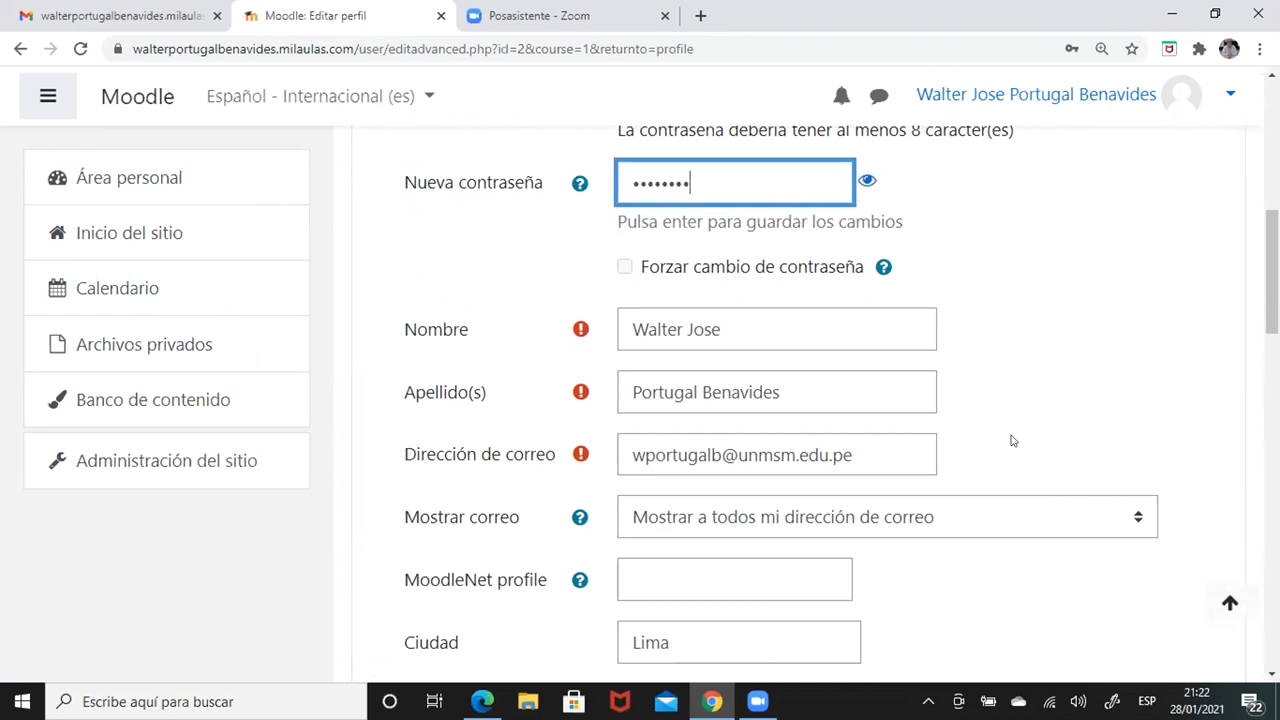 walterportugalbenavides.milaulas
Moodle: Editar perfil
Posasistente - Zoom
walterportugalbenavides.milaulas.com/user/editadvanced.php?id=2&course=1&returnto=profile
Moodle
Español - Internacional (es)
Walter Jose Portugal Benavides
La contraseña debería tener al menos 8 caracter(es)
Área personal
Nueva contraseña
••••••••
Inicio del sitio
Pulsa enter para guardar los cambios
Forzar cambio de contraseña
Calendario
Nombre
Walter Jose
Archivos privados
Apellido(s)
Portugal Benavides
Banco de contenido
Dirección de correo
wportugalb@unmsm.edu.pe
Administración del sitio
Mostrar correo
Mostrar a todos mi dirección de correo
MoodleNet profile
Ciudad
Lima
Escribe aquí para buscar
ESP
21:22
28/01/2021
22